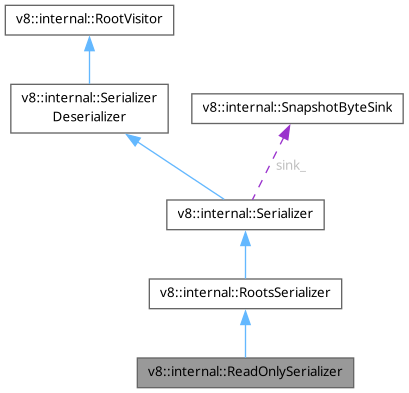 v8::internal::RootVisitor
v8::internal::Serializer
Deserializer
v8::internal::SnapshotByteSink
sink_
v8::internal::Serializer
v8::internal::RootsSerializer
v8::internal::ReadOnlySerializer